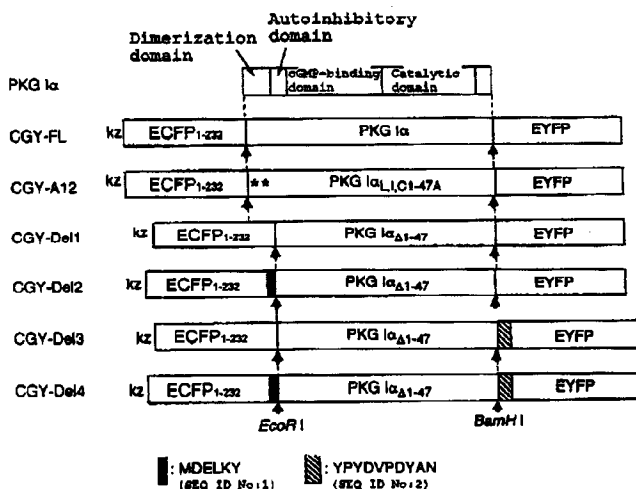 Autoinhibitory
Dimerization domain
domain
PKG Iα cGMP-binding domain Catalytic domain
CGY-FL kz ECFP1-232 PKG Iα EYFP
CGY-A12 kz ECFP1-232 ** PKG IαL,I,C1-47A EYFP
CGY-Del1 kz ECFP1-232 PKG IαΔ1-47 EYFP
CGY-Del2 kz ECFP1-232 PKG IαΔ1-47 EYFP
CGY-Del3 kz ECFP1-232 PKG IαΔ1-47 EYFP
CGY-Del4 kz ECFP1-232 PKG IαΔ1-47 EYFP
EcoR I BamH I
: MDELKY : YPYDVPDYAN
(SEQ ID No:1) (SEQ ID No:2)